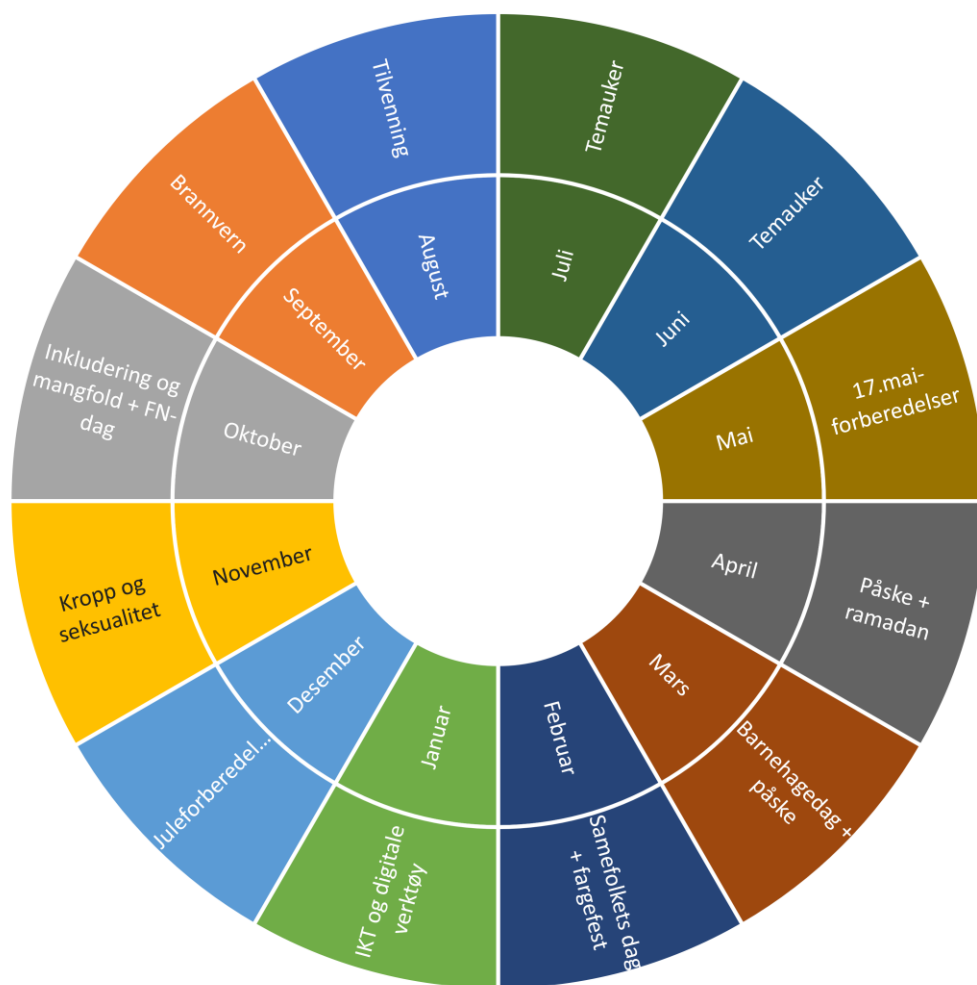 Tilvenning
August
Brannvern
September
Inkludering og
mangfold + FN-
dag
Oktober
Kropp og
seksualitet
November
Juleforberedel...
Desember
IKT og digitale
verktøy
Januar
Samefolkets dag
+ fargefest
Februar
Barnehagedag +
påske
Mars
Påske +
ramadan
April
17.mai-
forberedelser
Mai
Temauker
Juni
Temauker
Juli